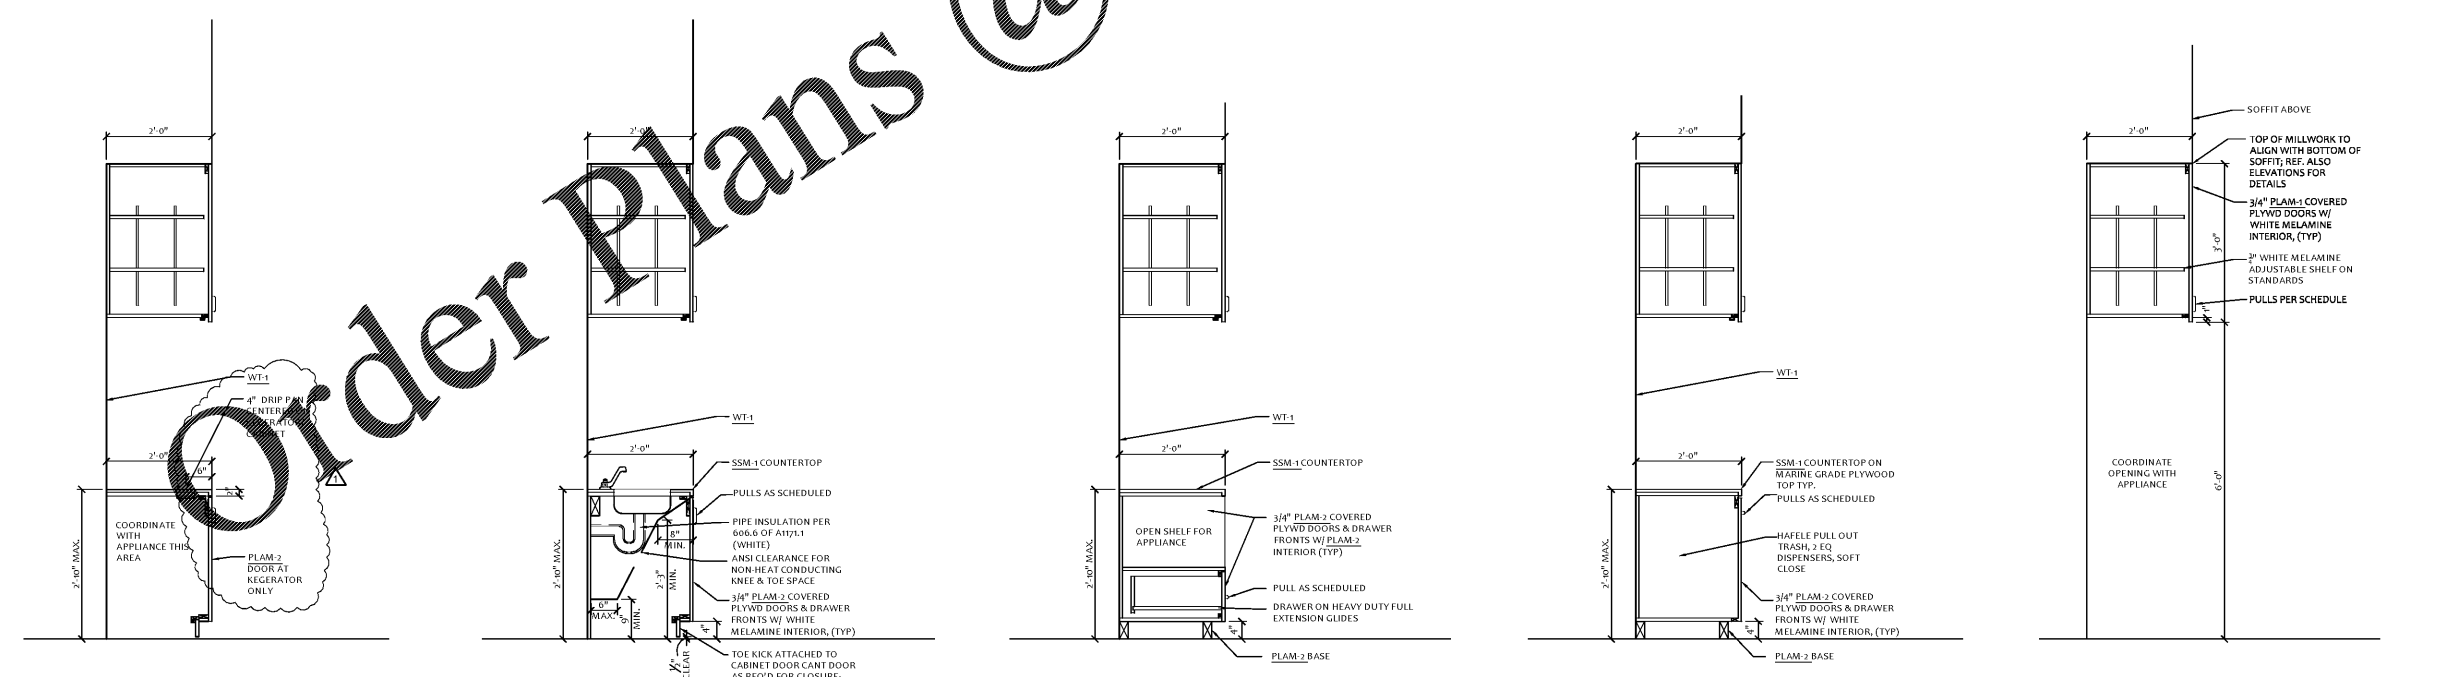 Order Plans @
2'-0"
WT-1
4" DRIP PAN
CENTERED
CABINET
2'-0"
6"
2"
1
COORDINATE
WITH
APPLIANCE THIS
AREA
2'-10" MAX.
PLAM-2
DOOR AT
KEGERATOR
ONLY
2'-0"
WT-1
2'-0"
SSM-1 COUNTERTOP
PULLS AS SCHEDULED
PIPE INSULATION PER
606.6 OF A1171.1
(WHITE)
8"
MIN.
ANSI CLEARANCE FOR
NON-HEAT CONDUCTING
KNEE & TOE SPACE
2'-10" MAX.
2'-3"
MIN.
6"
MAX.
9"
MIN.
3/4" PLAM-2 COVERED
PLYWD DOORS & DRAWER
FRONTS W/ WHITE
MELAMINE INTERIOR, (TYP)
4"
TOE KICK ATTACHED TO
CABINET DOOR CANT DOOR
AS REQ'D FOR CLOSURE-
1/2"
CLEAR
2'-0"
WT-1
2'-0"
SSM-1 COUNTERTOP
3/4" PLAM-2 COVERED
PLYWD DOORS & DRAWER
FRONTS W/ PLAM-2
INTERIOR (TYP)
OPEN SHELF FOR
APPLIANCE
2'-10" MAX.
PULL AS SCHEDULED
DRAWER ON HEAVY DUTY FULL
EXTENSION GLIDES
4"
PLAM-2 BASE
2'-0"
WT-1
2'-0"
SSM-1 COUNTERTOP ON
MARINE GRADE PLYWOOD
TOP TYP.
PULLS AS SCHEDULED
HAFELE PULL OUT
TRASH, 2 EQ
DISPENSERS, SOFT
CLOSE
2'-10" MAX.
3/4" PLAM-2 COVERED
PLYWD DOORS & DRAWER
FRONTS W/ WHITE
MELAMINE INTERIOR, (TYP)
4"
PLAM-2 BASE
SOFFIT ABOVE
2'-0"
TOP OF MILLWORK TO
ALIGN WITH BOTTOM OF
SOFFIT; REF. ALSO
ELEVATIONS FOR
DETAILS
3/4" PLAM-1 COVERED
PLYWD DOORS W/
WHITE MELAMINE
INTERIOR, (TYP)
3'-0"
3/4" WHITE MELAMINE
ADJUSTABLE SHELF ON
STANDARDS
PULLS PER SCHEDULE
1"
COORDINATE
OPENING WITH
APPLIANCE
6'-0"